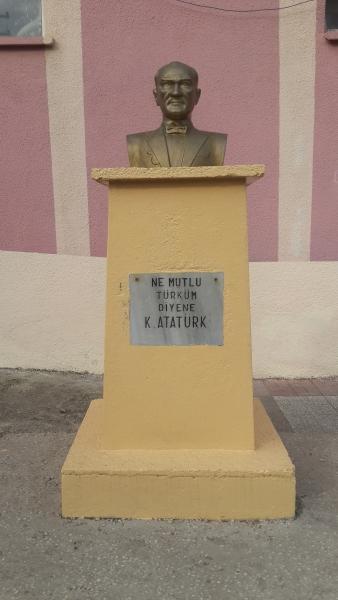 NE MUTLU
TÜRKÜM
DİYENE
K. ATATÜRK